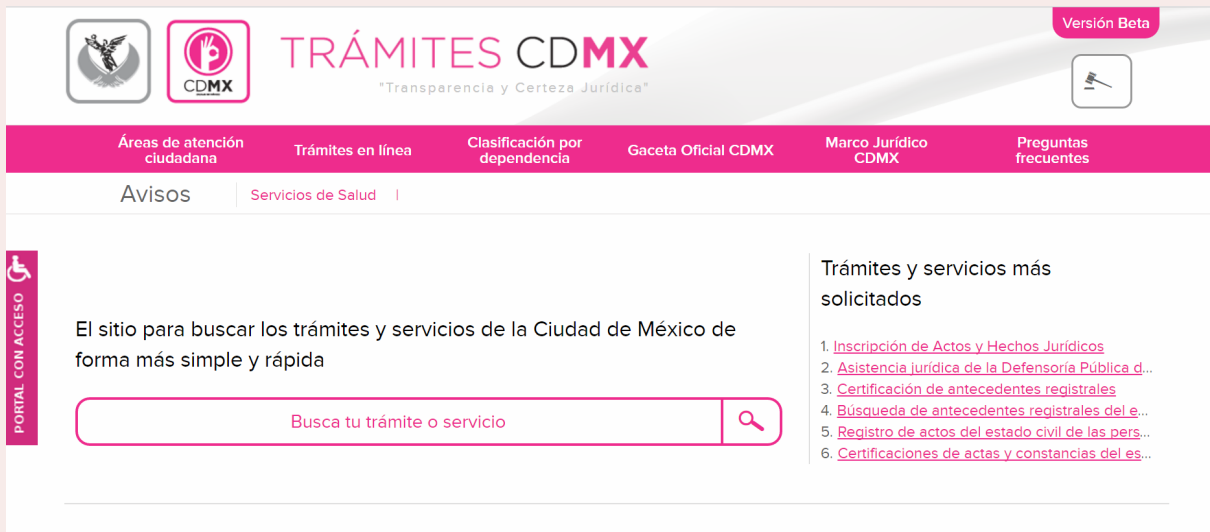 Versión Beta
CDMX
TRÁMITES CDMX
"Transparencia y Certeza Jurídica"
Áreas de atención
ciudadana
Trámites en línea
Clasificación por
dependencia
Gaceta Oficial CDMX
Marco Jurídico
CDMX
Preguntas
frecuentes
Avisos
Servicios de Salud |
PORTAL CON ACCESO
El sitio para buscar los trámites y servicios de la Ciudad de México de
forma más simple y rápida
Busca tu trámite o servicio
Trámites y servicios más
solicitados
1. Inscripción de Actos y Hechos Jurídicos
2. Asistencia jurídica de la Defensoría Pública d...
3. Certificación de antecedentes registrales
4. Búsqueda de antecedentes registrales del e...
5. Registro de actos del estado civil de las pers...
6. Certificaciones de actas y constancias del es...